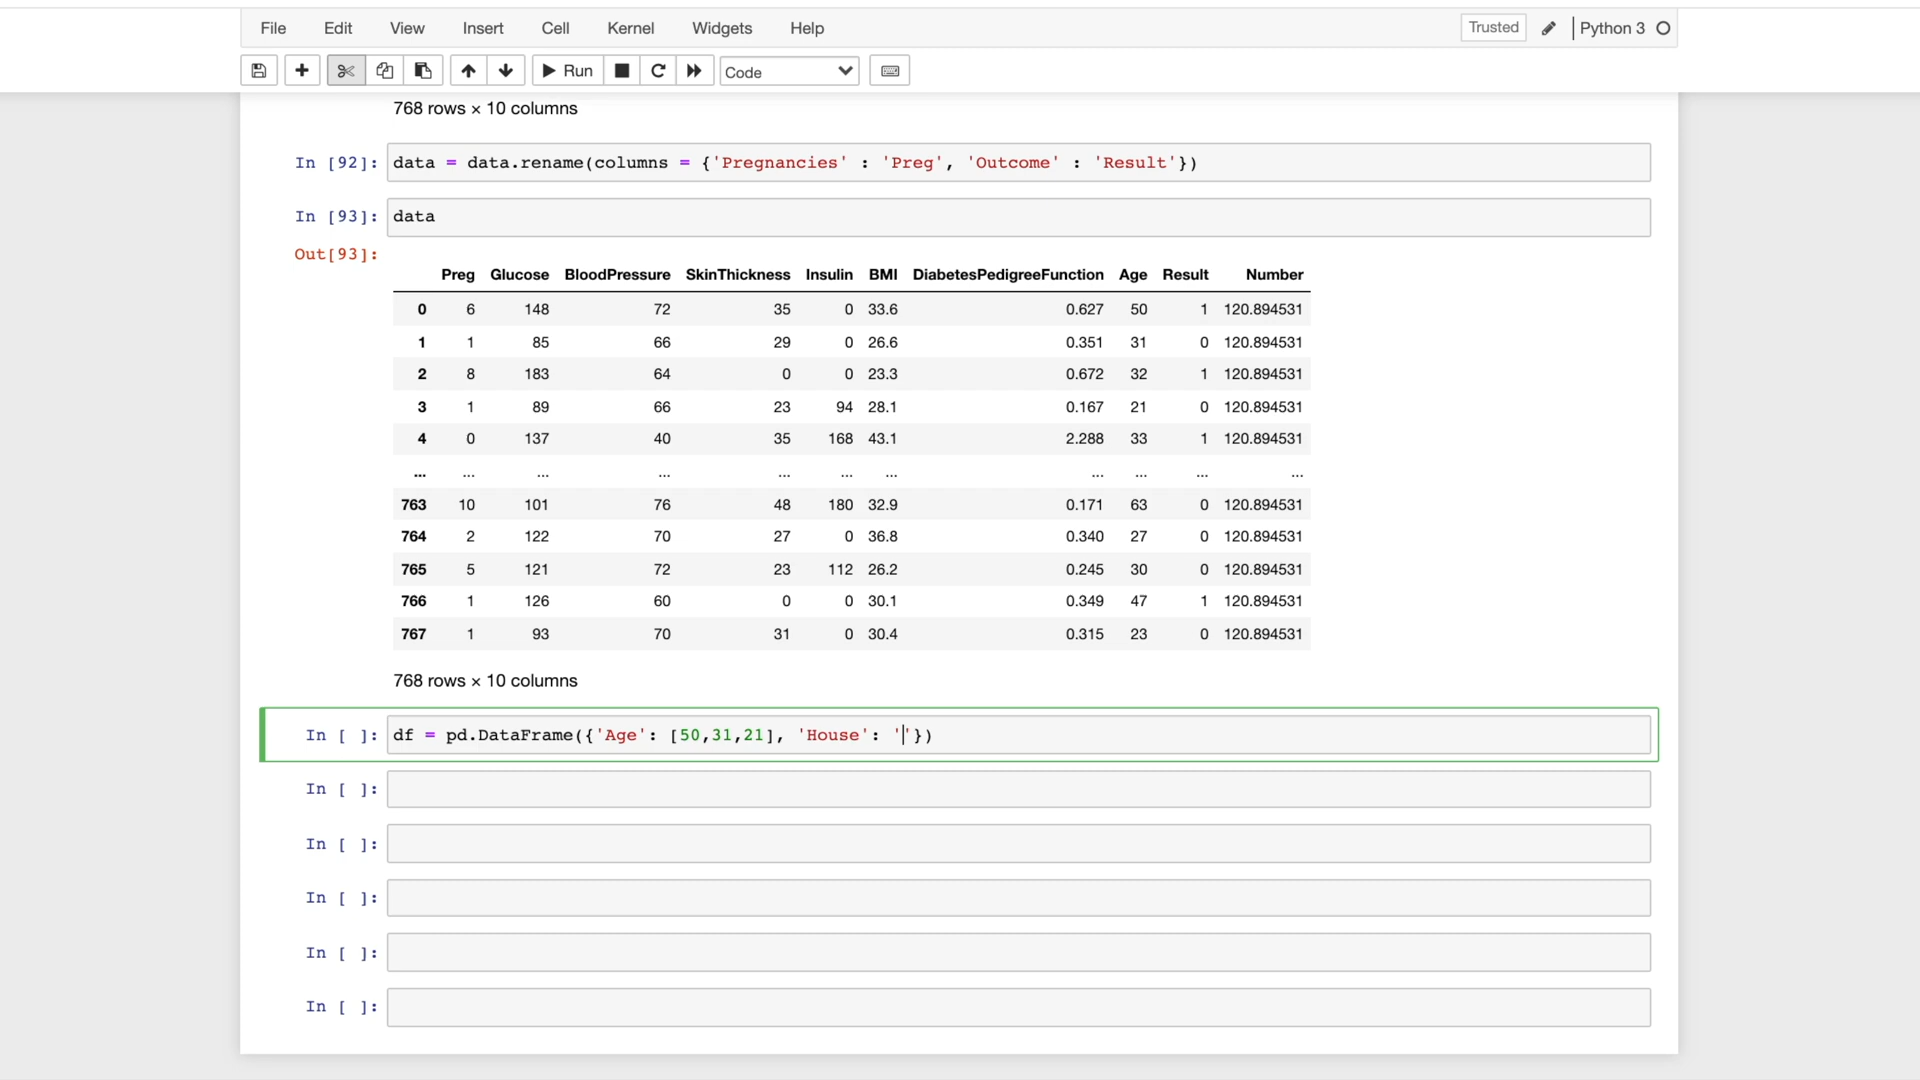 File Edit View Insert Cell Kernel Widgets Help Trusted Python 3
Run Code
768 rows × 10 columns
In [92]: data = data.rename(columns = {'Pregnancies' : 'Preg', 'Outcome' : 'Result'})
In [93]: data
Out[93]:
Preg Glucose BloodPressure SkinThickness Insulin BMI DiabetesPedigreeFunction Age Result Number
0 6 148 72 35 0 33.6 0.627 50 1 120.894531
1 1 85 66 29 0 26.6 0.351 31 0 120.894531
2 8 183 64 0 0 23.3 0.672 32 1 120.894531
3 1 89 66 23 94 28.1 0.167 21 0 120.894531
4 0 137 40 35 168 43.1 2.288 33 1 120.894531
... ... ... ... ... ... ... ... ... ... ...
763 10 101 76 48 180 32.9 0.171 63 0 120.894531
764 2 122 70 27 0 36.8 0.340 27 0 120.894531
765 5 121 72 23 112 26.2 0.245 30 0 120.894531
766 1 126 60 0 0 30.1 0.349 47 1 120.894531
767 1 93 70 31 0 30.4 0.315 23 0 120.894531
768 rows × 10 columns
In [ ]: df = pd.DataFrame({'Age': [50,31,21], 'House': ''})
In [ ]:
In [ ]:
In [ ]:
In [ ]:
In [ ]: